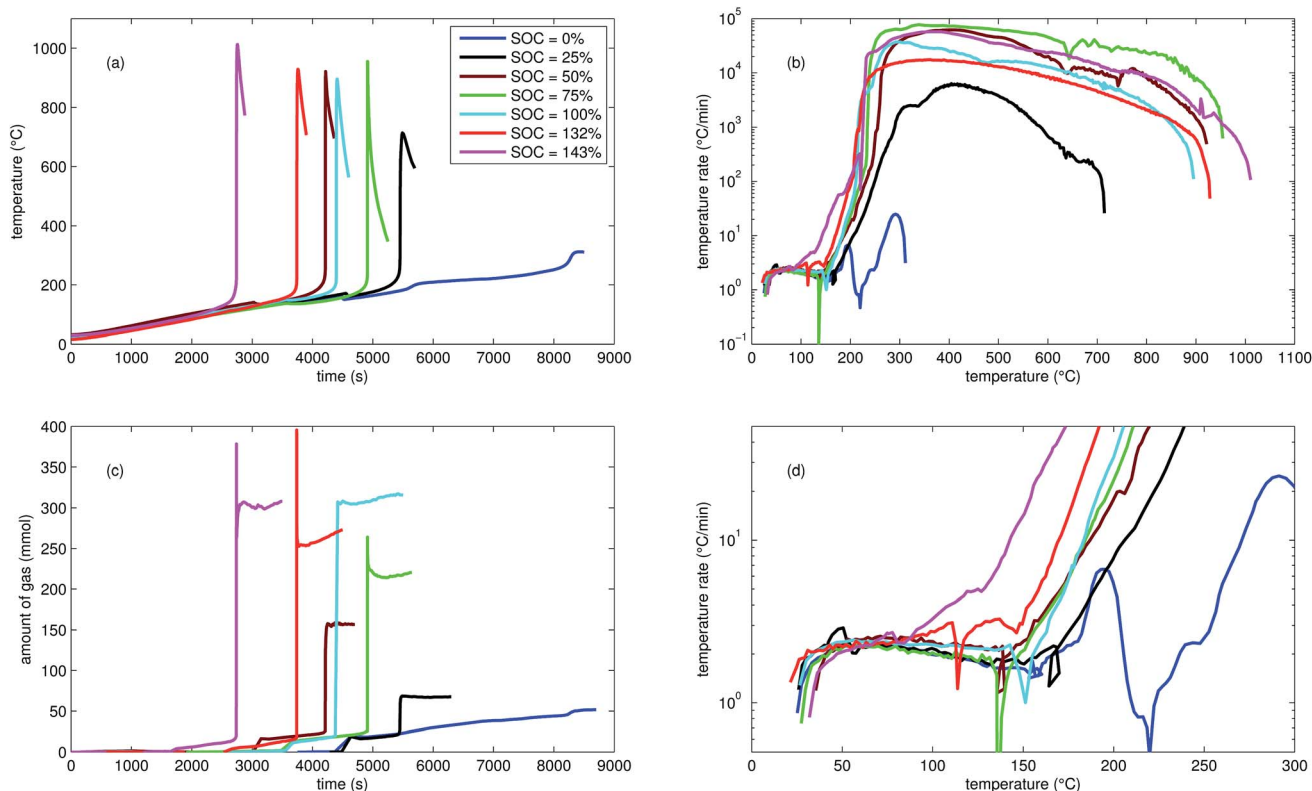 (a)
temperature (°C)
1000
800
600
400
200
0
0 1000 2000 3000 4000 5000 6000 7000 8000 9000
time (s)
SOC = 0%
SOC = 25%
SOC = 50%
SOC = 75%
SOC = 100%
SOC = 132%
SOC = 143%
(b)
temperature rate (°C/min)
10^5
10^4
10^3
10^2
10^1
10^0
10^-1
0 100 200 300 400 500 600 700 800 900 1000 1100
temperature (°C)
(c)
amount of gas (mmol)
400
350
300
250
200
150
100
50
0
0 1000 2000 3000 4000 5000 6000 7000 8000 9000
time (s)
(d)
temperature rate (°C/min)
10^1
10^0
0 50 100 150 200 250 300
temperature (°C)